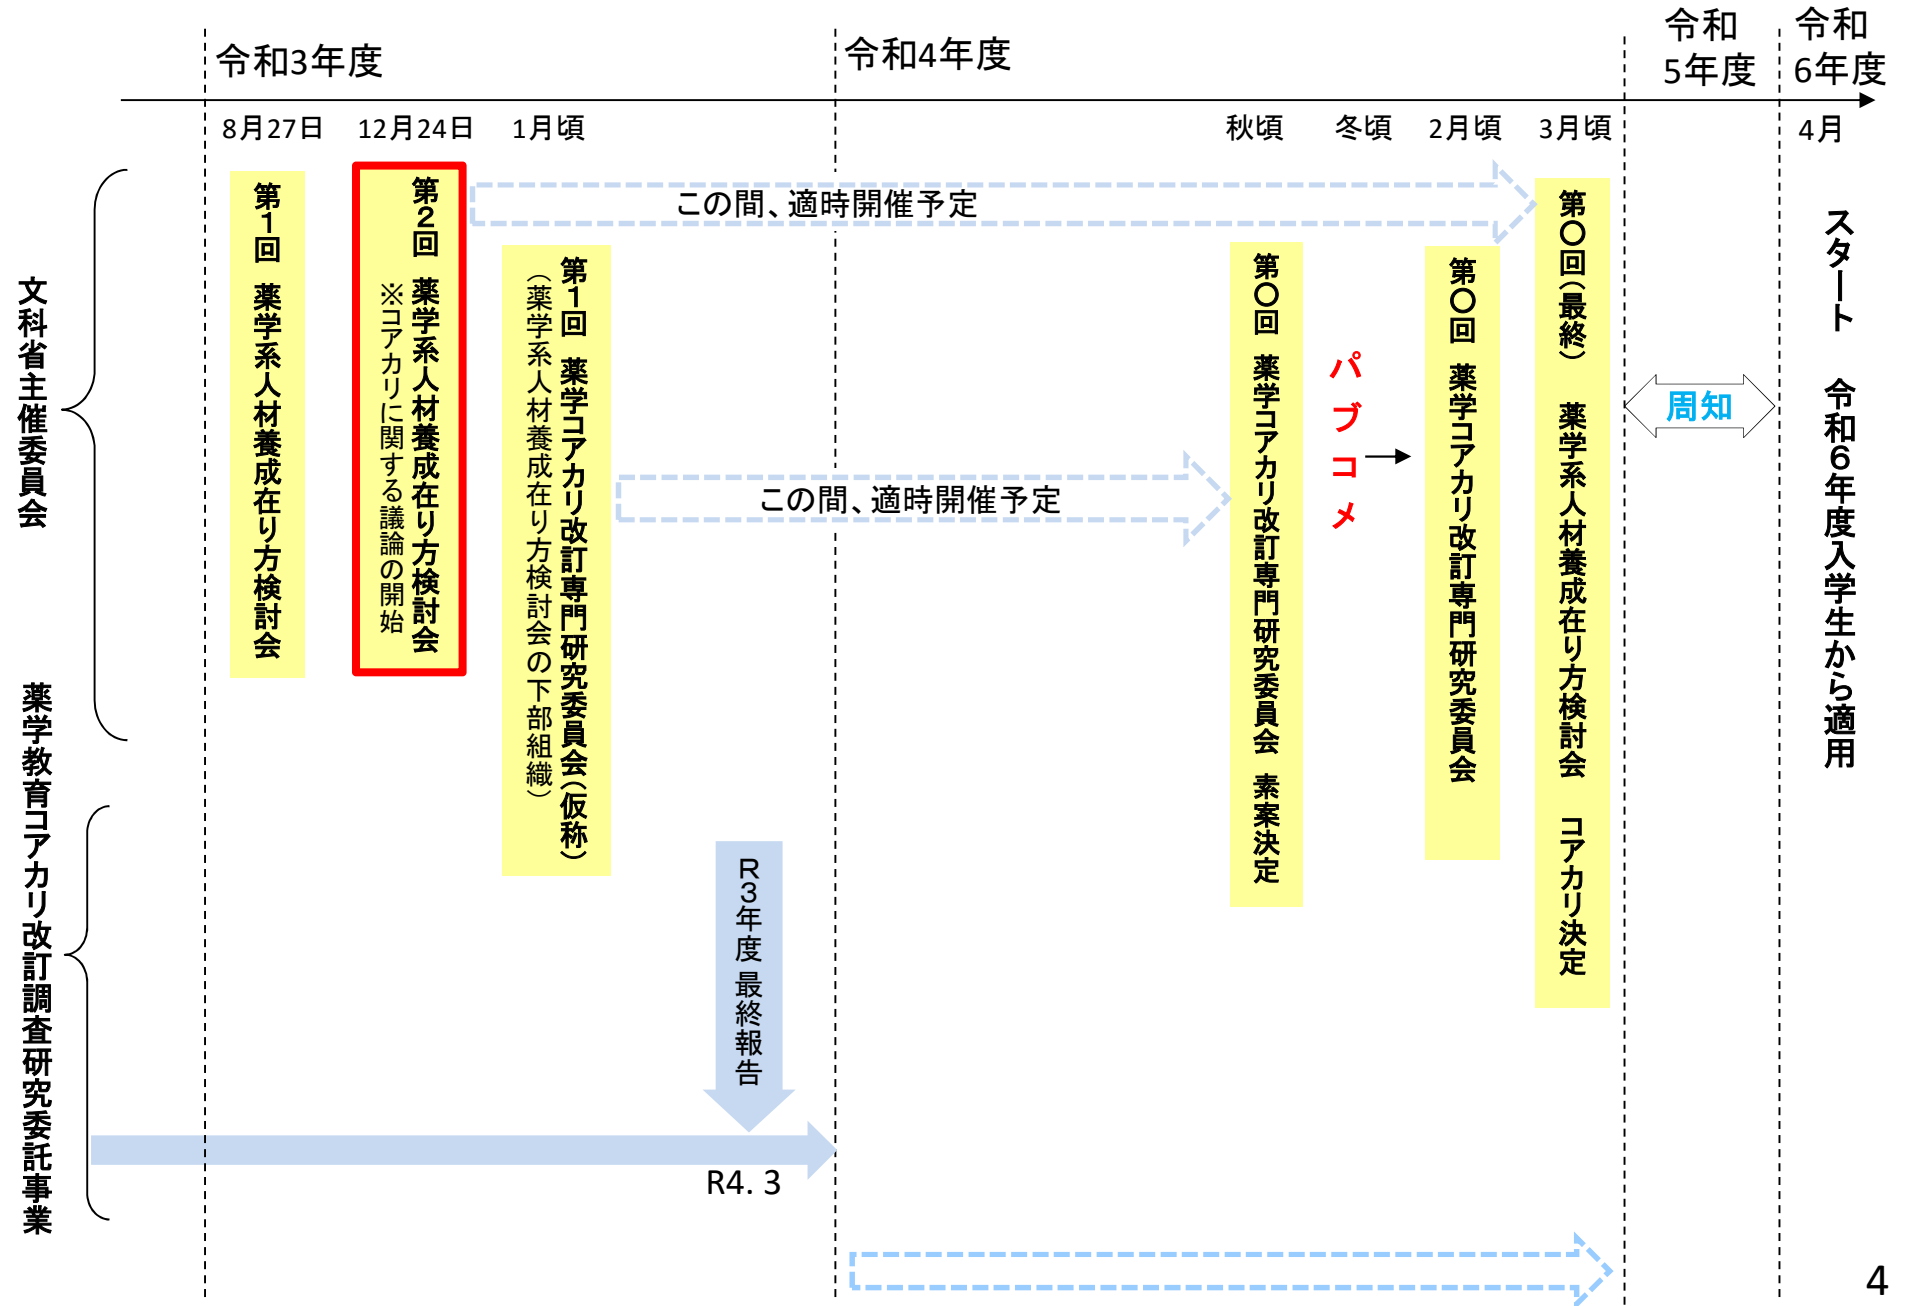 令和3年度
令和4年度
令和
5年度
令和
6年度
8月27日
12月24日
1月頃
秋頃
冬頃
2月頃
3月頃
4月
文科省主催委員会
第1回 薬学系人材養成在り方検討会
第2回 薬学系人材養成在り方検討会
※コアカリに関する議論の開始
この間、適時開催予定
第1回 薬学コアカリ改訂専門研究委員会(仮称)
(薬学系人材養成在り方検討会の下部組織)
この間、適時開催予定
第〇回 薬学コアカリ改訂専門研究委員会 素案決定
パブコメ
第〇回 薬学コアカリ改訂専門研究委員会
第〇回(最終) 薬学系人材養成在り方検討会 コアカリ決定
周知
スタート 令和6年度入学生から適用
薬学教育コアカリ改訂調査研究委託事業
R3年度 最終報告
R4. 3
4